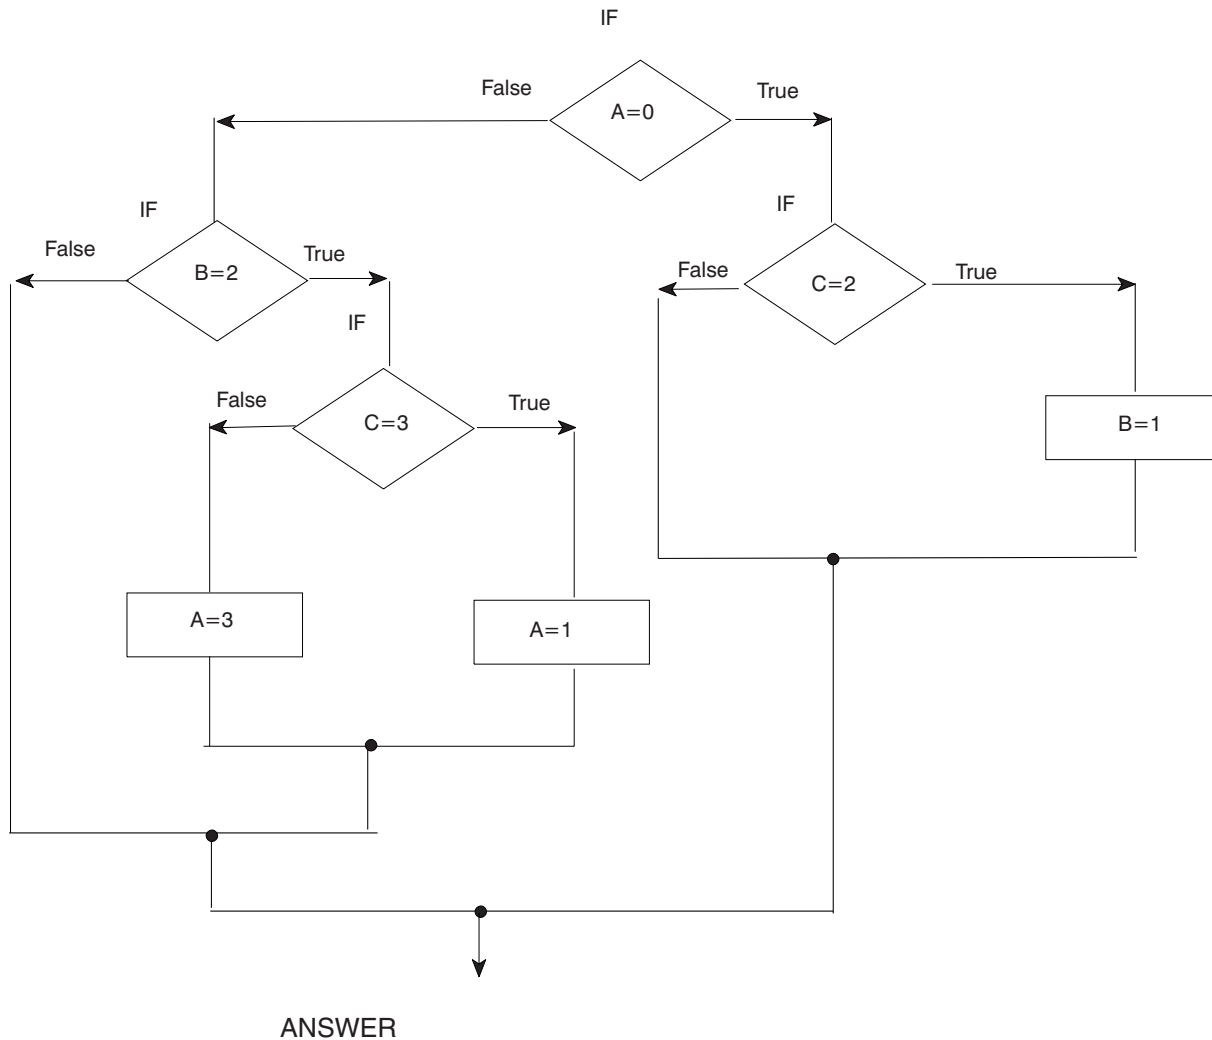 IF
False
True
A=0
IF
IF
False
True
B=2
False
True
C=2
IF
False
True
C=3
B=1
A=3
A=1
ANSWER